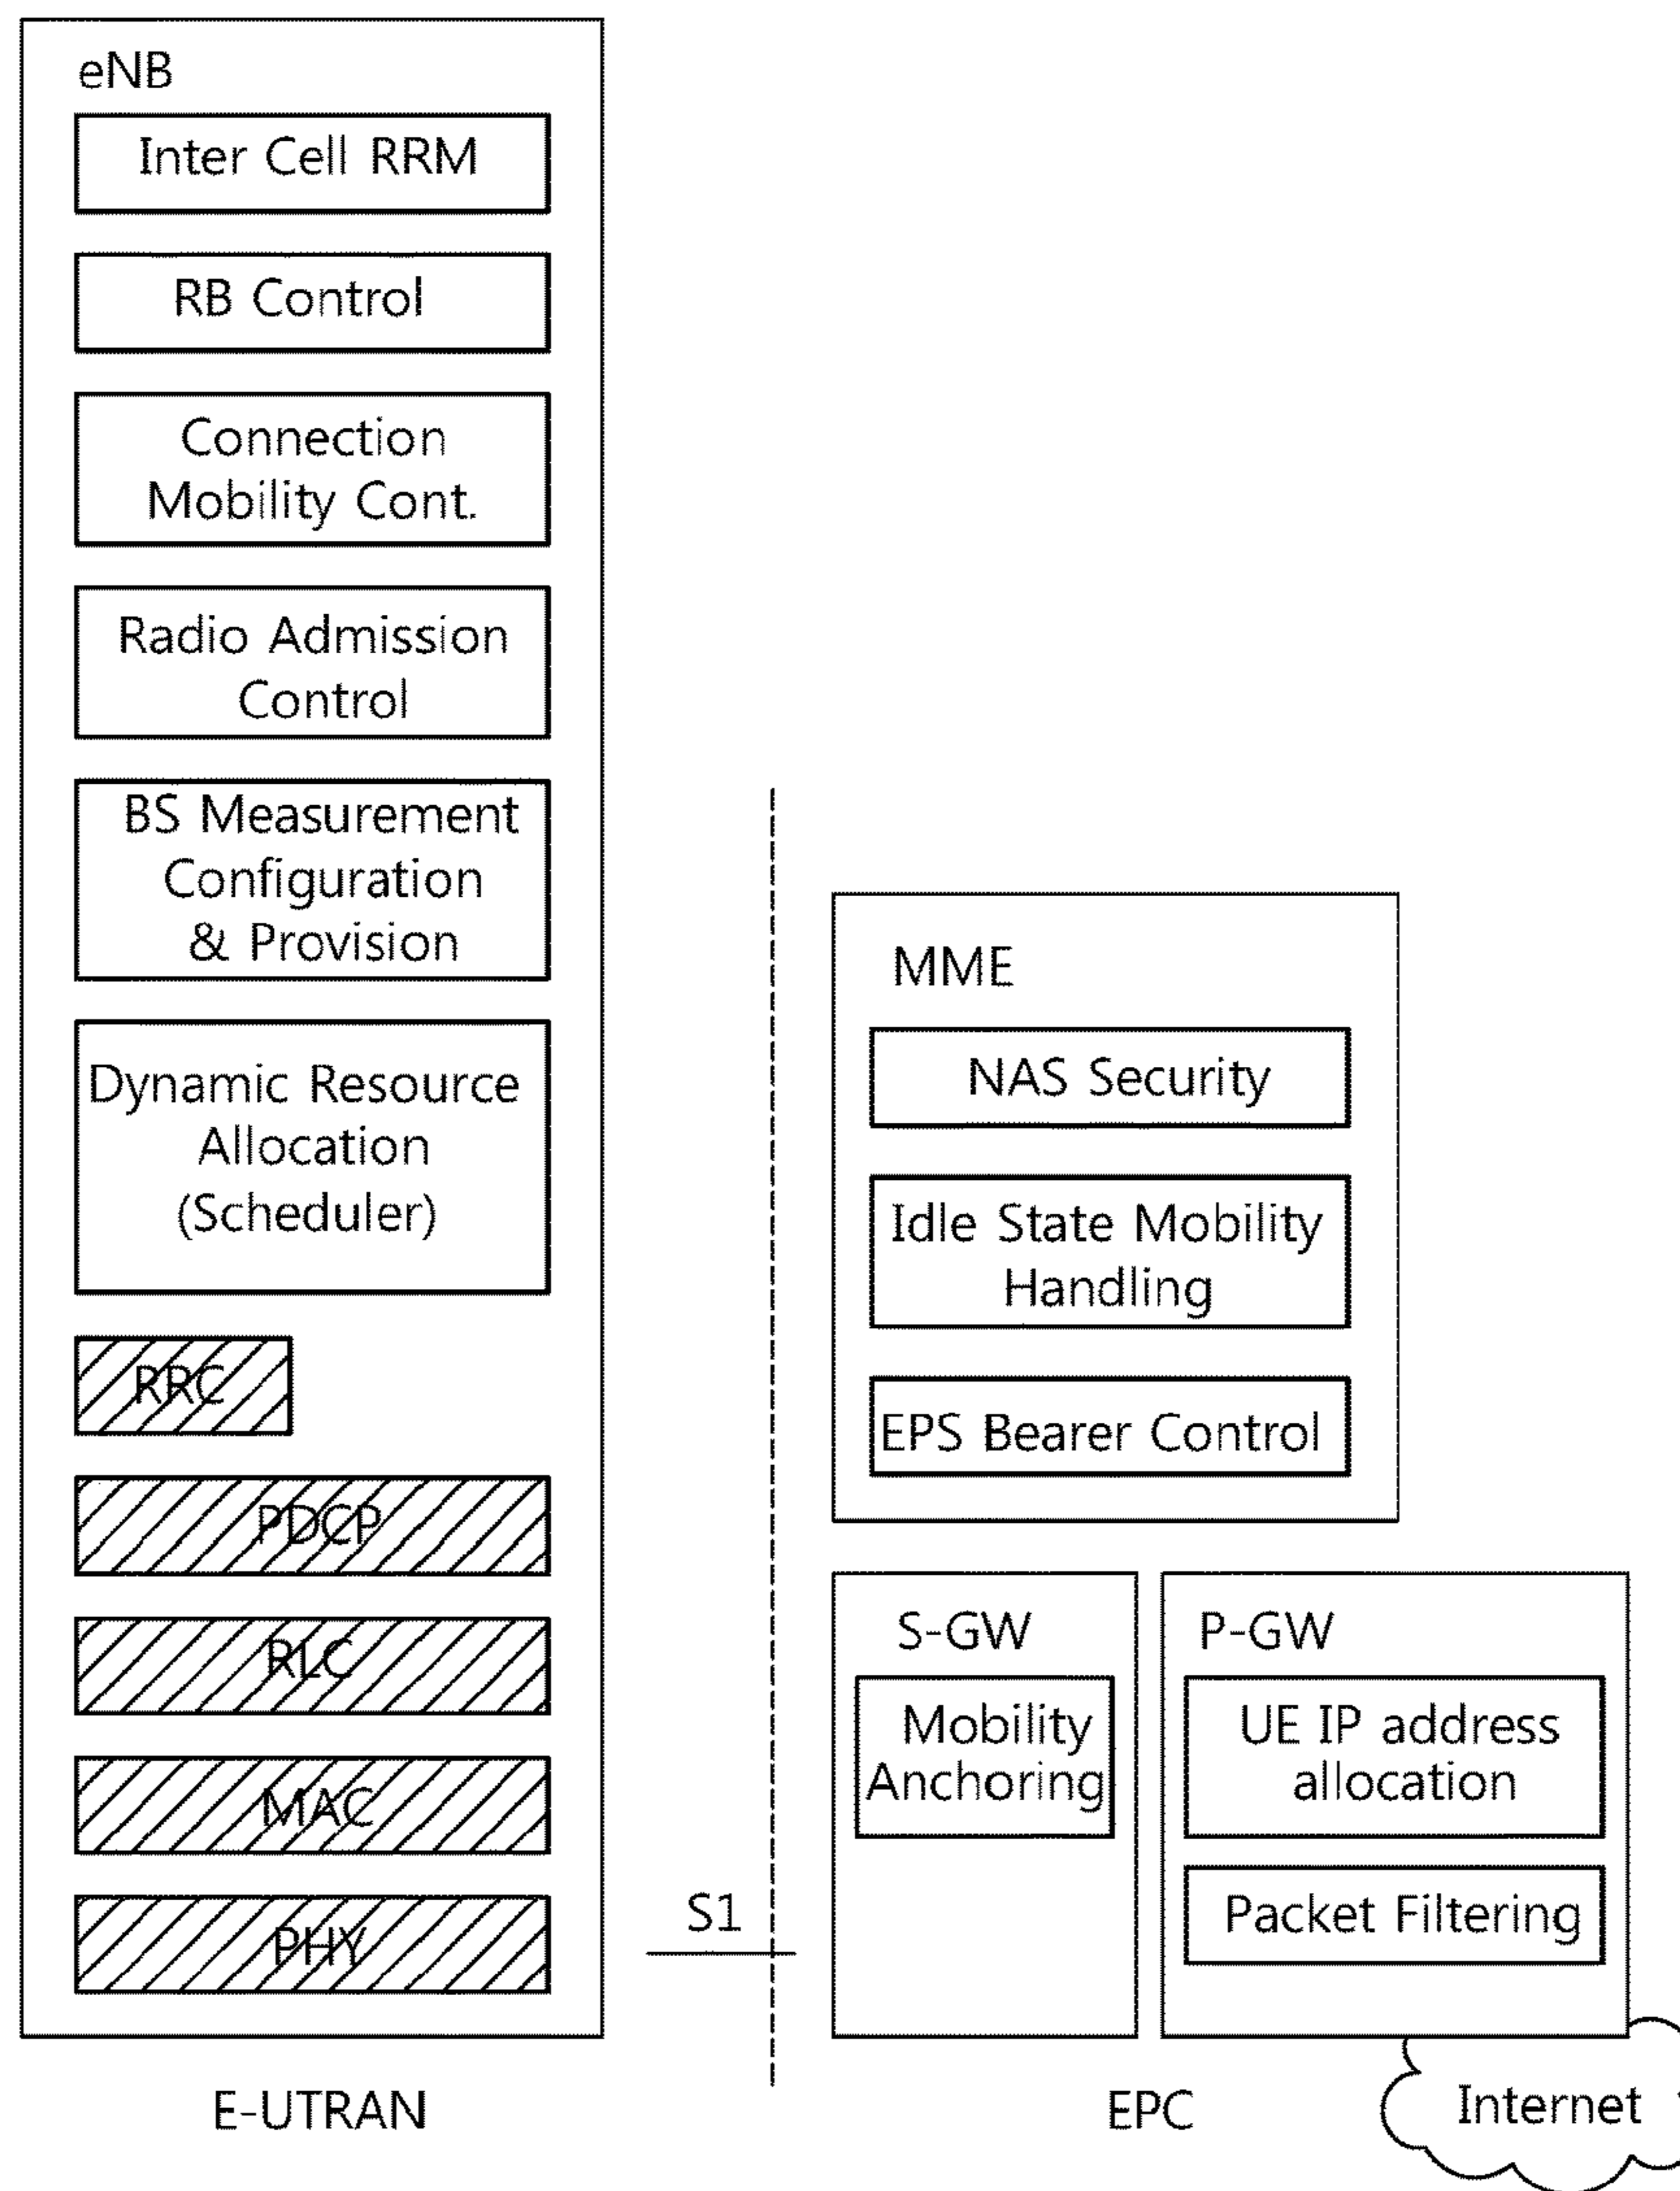 eNB
Inter Cell RRM
RB Control
Connection
Mobility Cont.
Radio Admission
Control
BS Measurement
Configuration
& Provision
Dynamic Resource
Allocation
(Scheduler)
RRC
PDCP
RLC
MAC
PHY
S1
E-UTRAN
MME
NAS Security
Idle State Mobility
Handling
EPS Bearer Control
S-GW
Mobility
Anchoring
P-GW
UE IP address
allocation
Packet Filtering
EPC
Internet